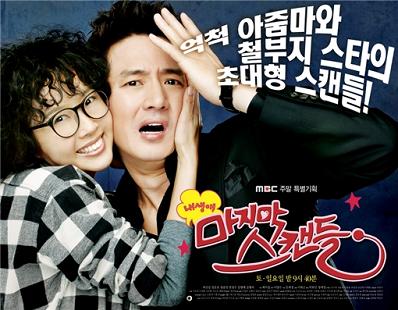 억척 아줌마와
철부지 스타의
초대형 스캔들!
MBC 주말 특별기획
내생애
마지막
스캔들
토·일요일 밤 9시 40분